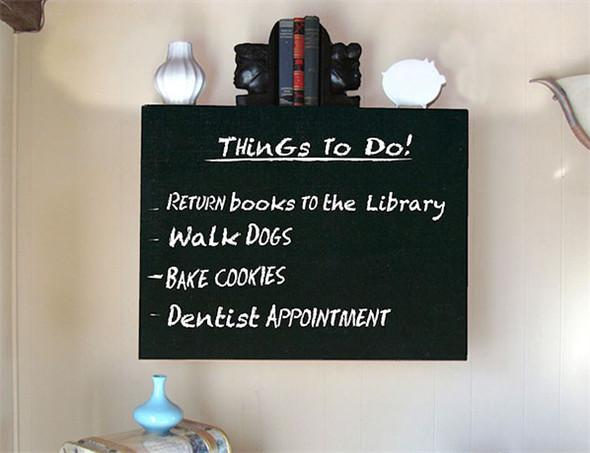 THinGs To Do!
- RETURN books TO the Library
- Walk DOGS
- BAKE COOKIES
- Dentist APPOINTMENT